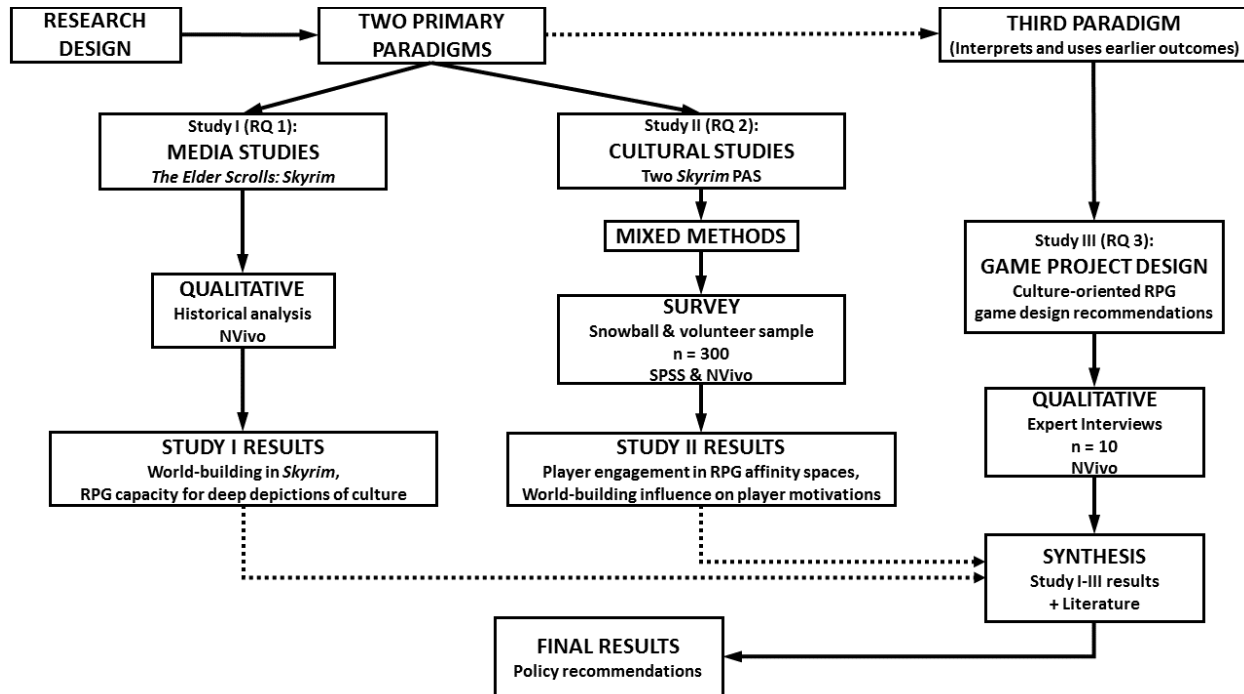 RESEARCH
DESIGN
TWO PRIMARY
PARADIGMS
THIRD PARADIGM
(Interprets and uses earlier outcomes)
Study I (RQ 1):
MEDIA STUDIES
The Elder Scrolls: Skyrim
Study II (RQ 2):
CULTURAL STUDIES
Two Skyrim PAS
MIXED METHODS
Study III (RQ 3):
GAME PROJECT DESIGN
Culture-oriented RPG
game design recommendations
QUALITATIVE
Historical analysis
NVivo
SURVEY
Snowball & volunteer sample
n = 300
SPSS & NVivo
QUALITATIVE
Expert Interviews
n = 10
NVivo
STUDY I RESULTS
World-building in Skyrim,
RPG capacity for deep depictions of culture
STUDY II RESULTS
Player engagement in RPG affinity spaces,
World-building influence on player motivations
SYNTHESIS
Study I-III results
+ Literature
FINAL RESULTS
Policy recommendations